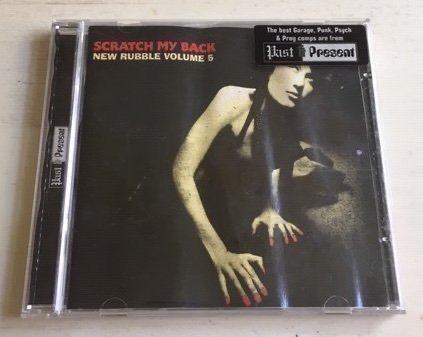 SCRATCH MY BACK
NEW RUBBLE VOLUME 5
The best Garage, Punk, Psych
& Prog comps are from
Past & Present
Past & Present